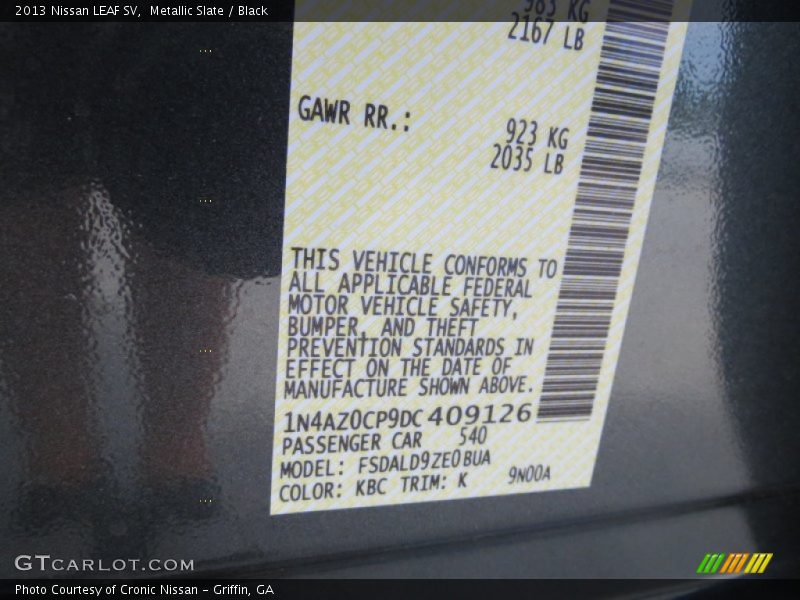 2013 Nissan LEAF SV, Metallic Slate / Black
983 KG
2167 LB
GAWR RR.:
923 KG
2035 LB
THIS VEHICLE CONFORMS TO
ALL APPLICABLE FEDERAL
MOTOR VEHICLE SAFETY,
BUMPER, AND THEFT
PREVENTION STANDARDS IN
EFFECT ON THE DATE OF
MANUFACTURE SHOWN ABOVE.
1N4AZ0CP9DC409126
PASSENGER CAR 540
MODEL: FSDALD9ZE0BUA
COLOR: KBC TRIM: K 9N00A
GTCARLOT.COM
Photo Courtesy of Cronic Nissan - Griffin, GA